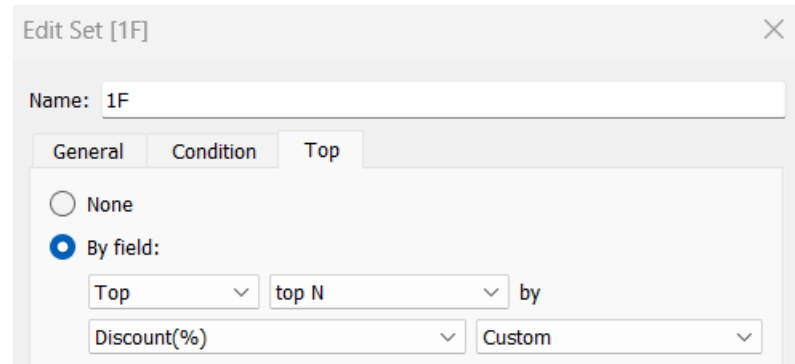 Edit Set [1F]
Name: 1F
General Condition Top
None
By field:
Top top N by
Discount(%) Custom